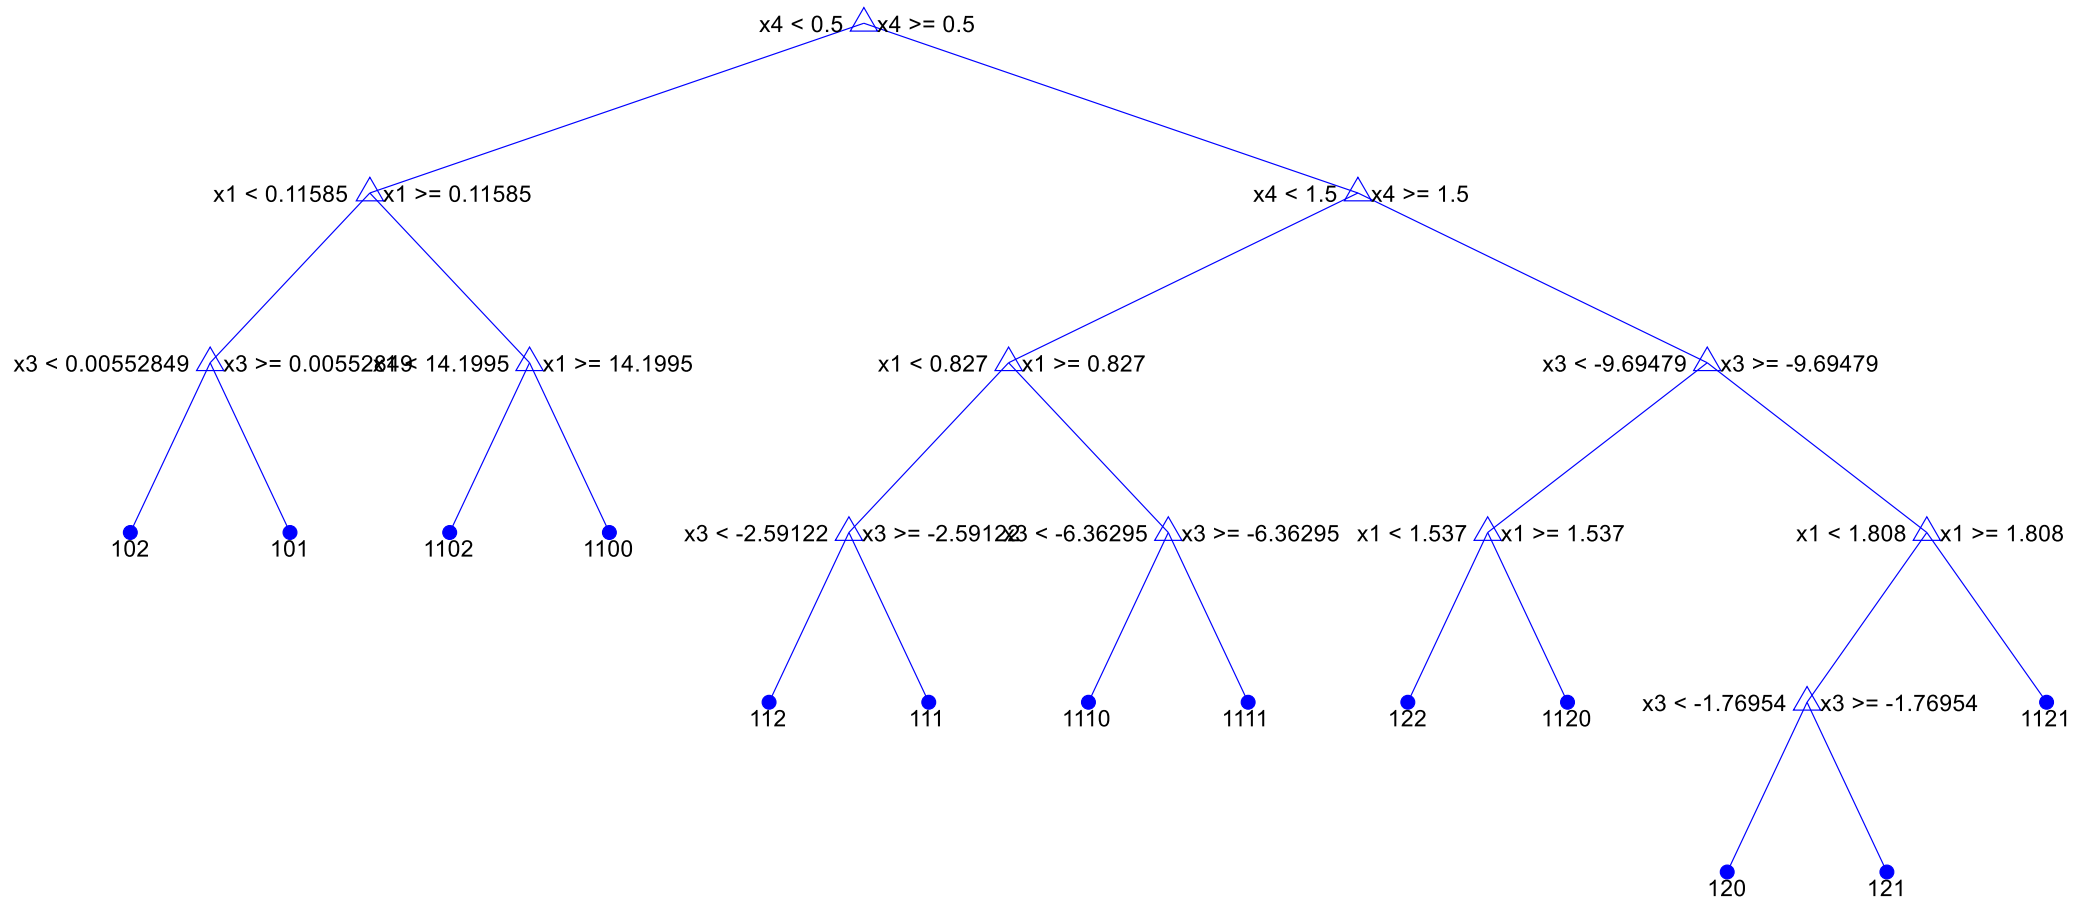 x4 < 0.5 x4 >= 0.5
x1 < 0.11585 x1 >= 0.11585 x4 < 1.5 x4 >= 1.5
x3 < 0.00552849 x3 >= 0.00552849 x1 < 14.1995 x1 >= 14.1995 x1 < 0.827 x1 >= 0.827 x3 < -9.69479 x3 >= -9.69479
x3 < -2.59122 x3 >= -2.59122 x3 < -6.36295 x3 >= -6.36295 x1 < 1.537 x1 >= 1.537 x1 < 1.808 x1 >= 1.808
102 101 1102 1100
x3 < -1.76954 x3 >= -1.76954
112 111 1110 1111 122 1120 1121
120 121